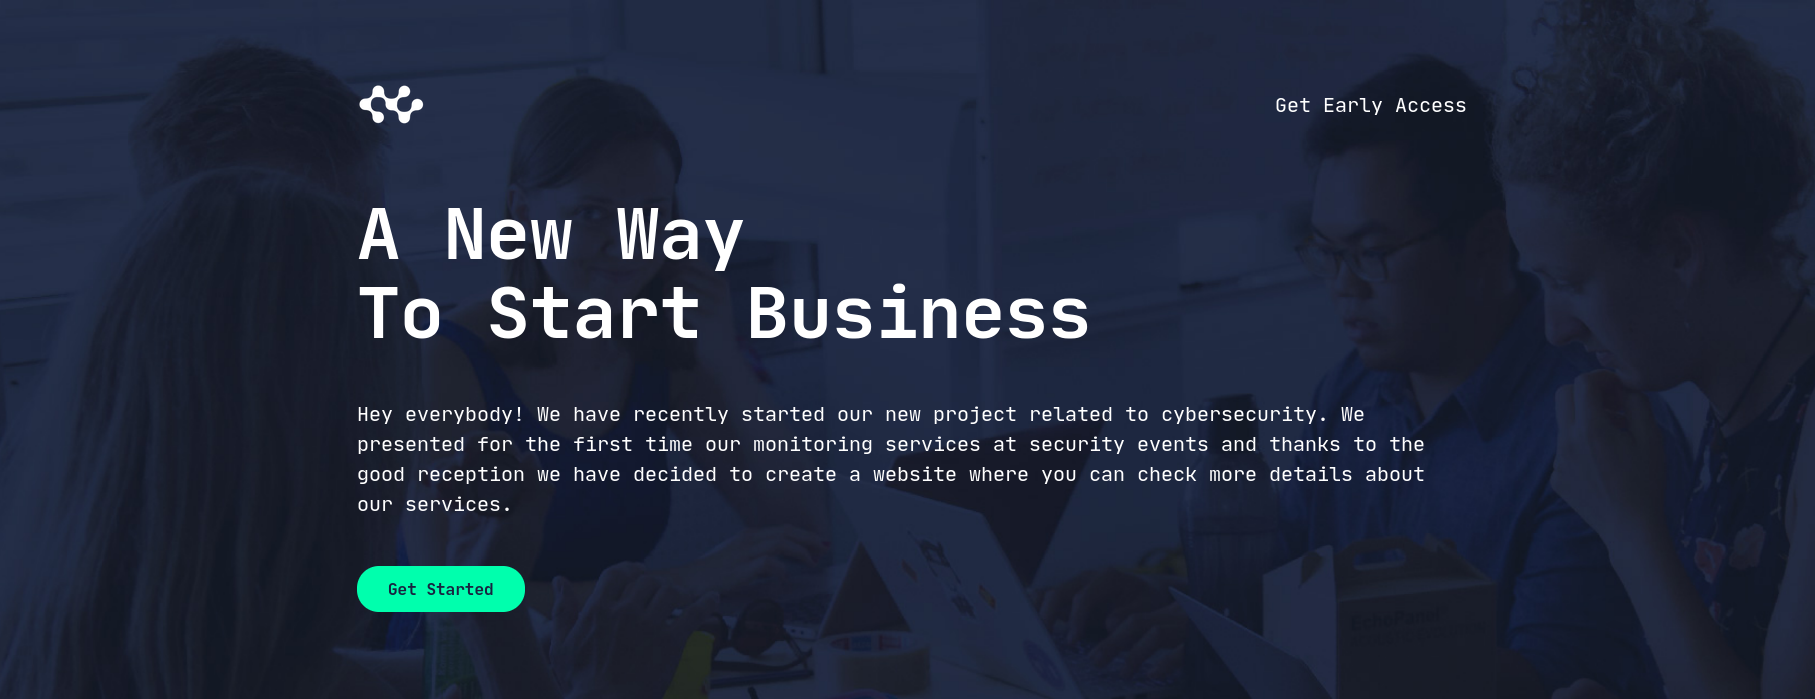 Get Early Access
A New Way
To Start Business
Hey everybody! We have recently started our new project related to cybersecurity. We
presented for the first time our monitoring services at security events and thanks to the
good reception we have decided to create a website where you can check more details about
our services.
Get Started